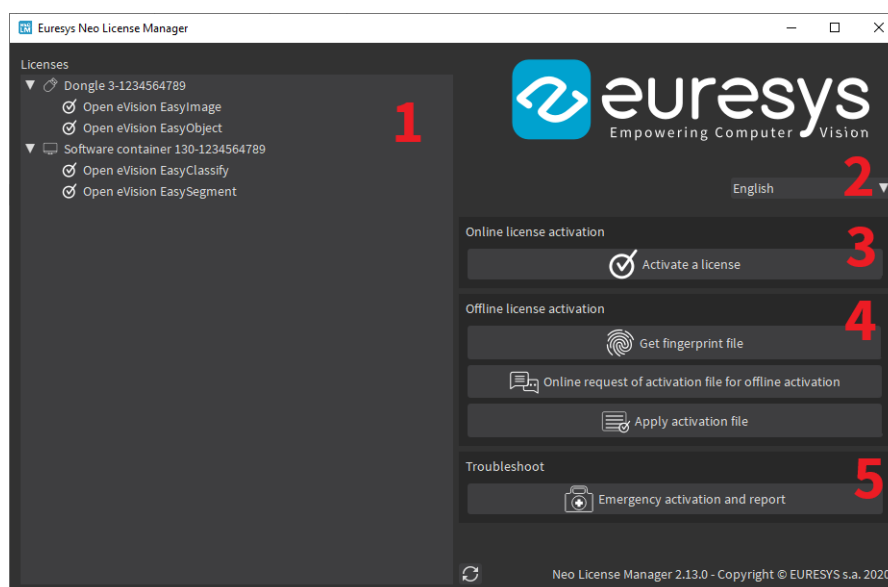 Euresys Neo License Manager
Licenses
Dongle 3-1234564789
Open eVision EasyImage
Open eVision EasyObject
Software container 130-1234564789
Open eVision EasyClassify
Open eVision EasySegment
1
euresys
Empowering Computer Vision
2
English
Online license activation
3
Activate a license
Offline license activation
4
Get fingerprint file
Online request of activation file for offline activation
Apply activation file
Troubleshoot
5
Emergency activation and report
Neo License Manager 2.13.0 - Copyright © EURESYS s.a. 2020